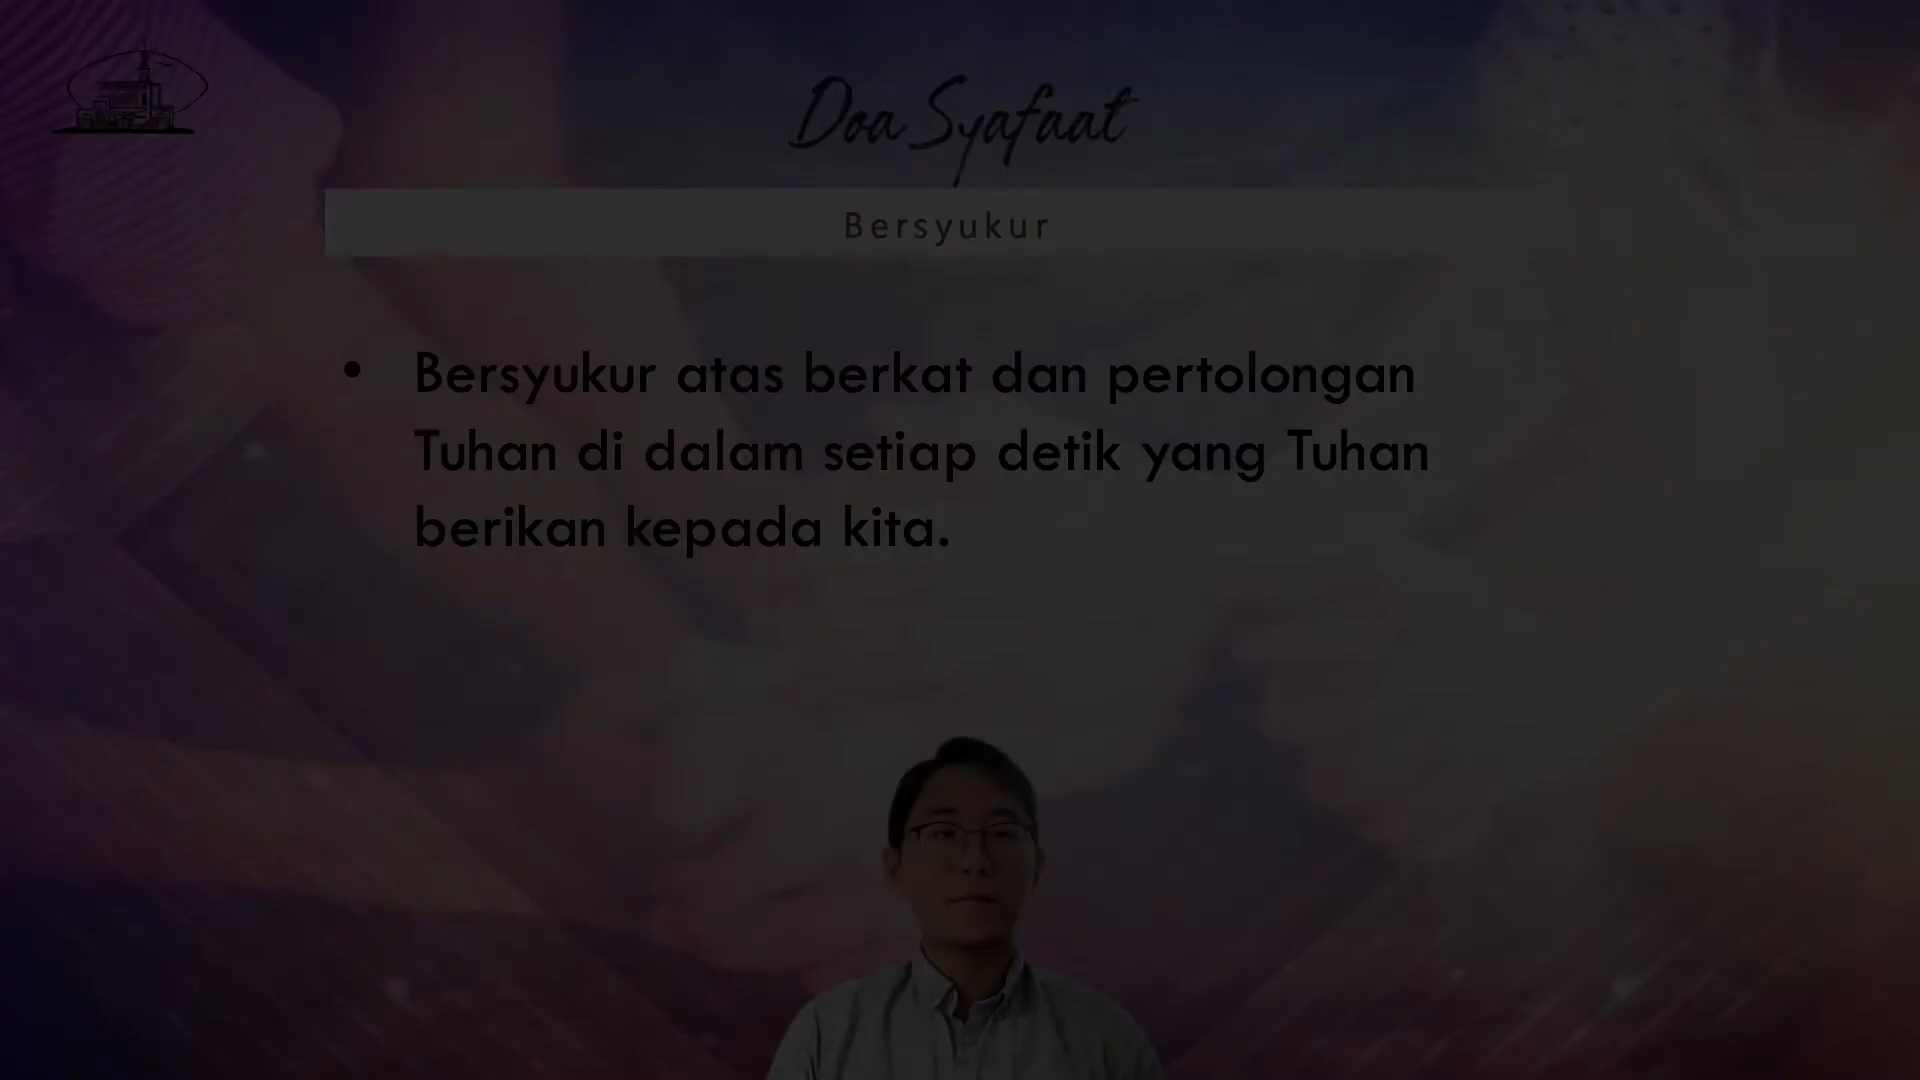 Doa Syafaat
Bersyukur
• Bersyukur atas berkat dan pertolongan
Tuhan di dalam setiap detik yang Tuhan
berikan kepada kita.